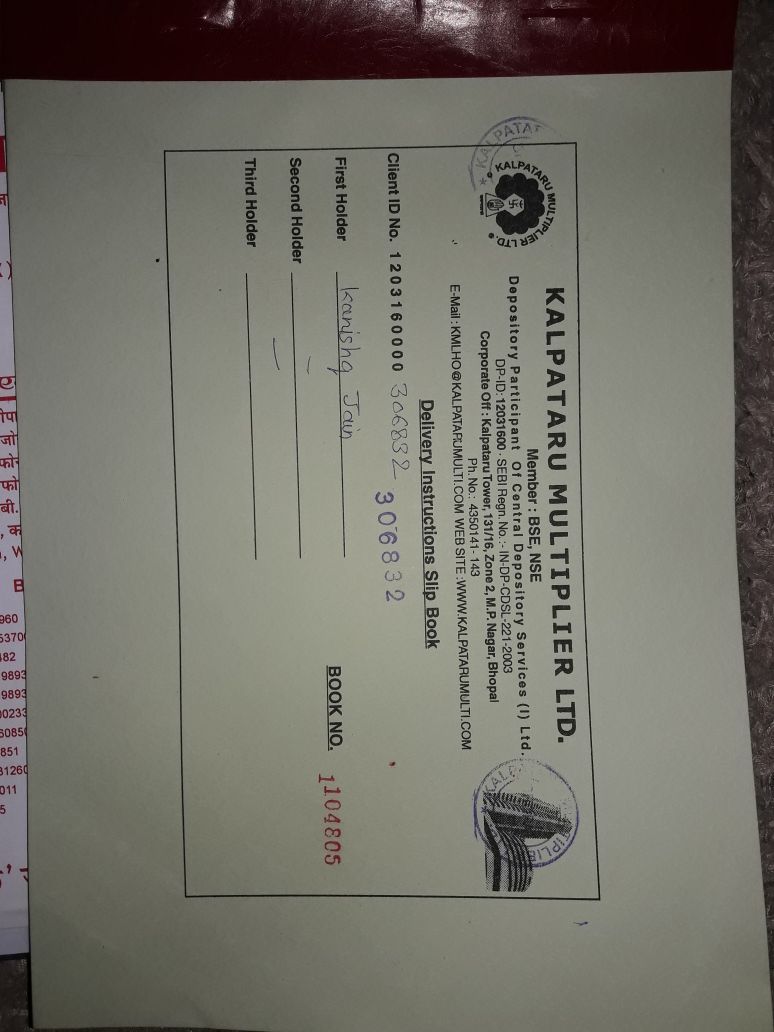 KALPATARU MULTIPLIER LTD.
KALPATARU MULTIPLIER LTD.
Member : BSE, NSE
Depository Participant Of Central Depository Services (I) Ltd.
DP-ID: 12031600 - SEBI Regn. No.:- IN-DP-CDSL-221-2003
Corporate Off : Kalpataru Tower, 131/16, Zone 2, M.P. Nagar, Bhopal
Ph. No.: 4350141- 143
E-Mail : KMLHO@KALPATARUMULTI.COM WEB SITE :WWW.KALPATARUMULTI.COM
Delivery Instructions Slip Book
Client ID No. 1203160000 306832 306832
First Holder Kanishq Jain
BOOK NO. 1104805
Second Holder
Third Holder